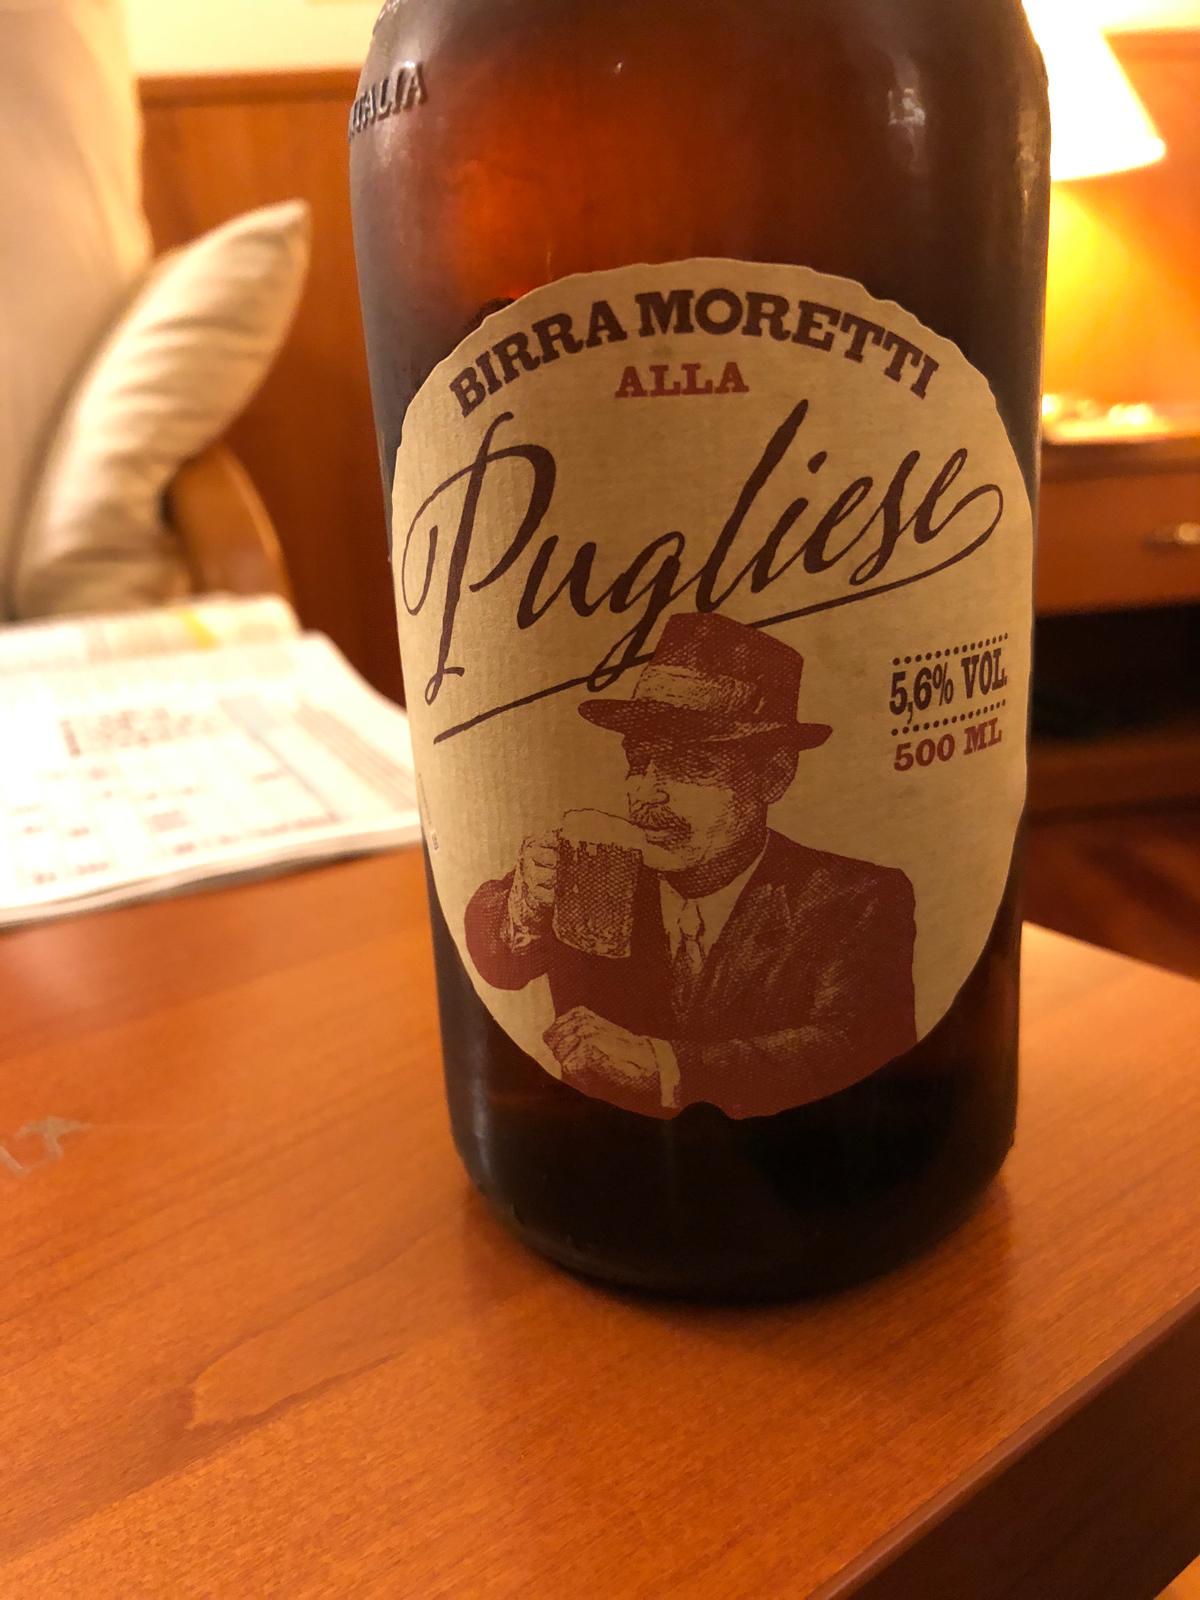 ITALIA
BIRRA MORETTI
ALLA
Pugliese
5,6% VOL.
500 ML